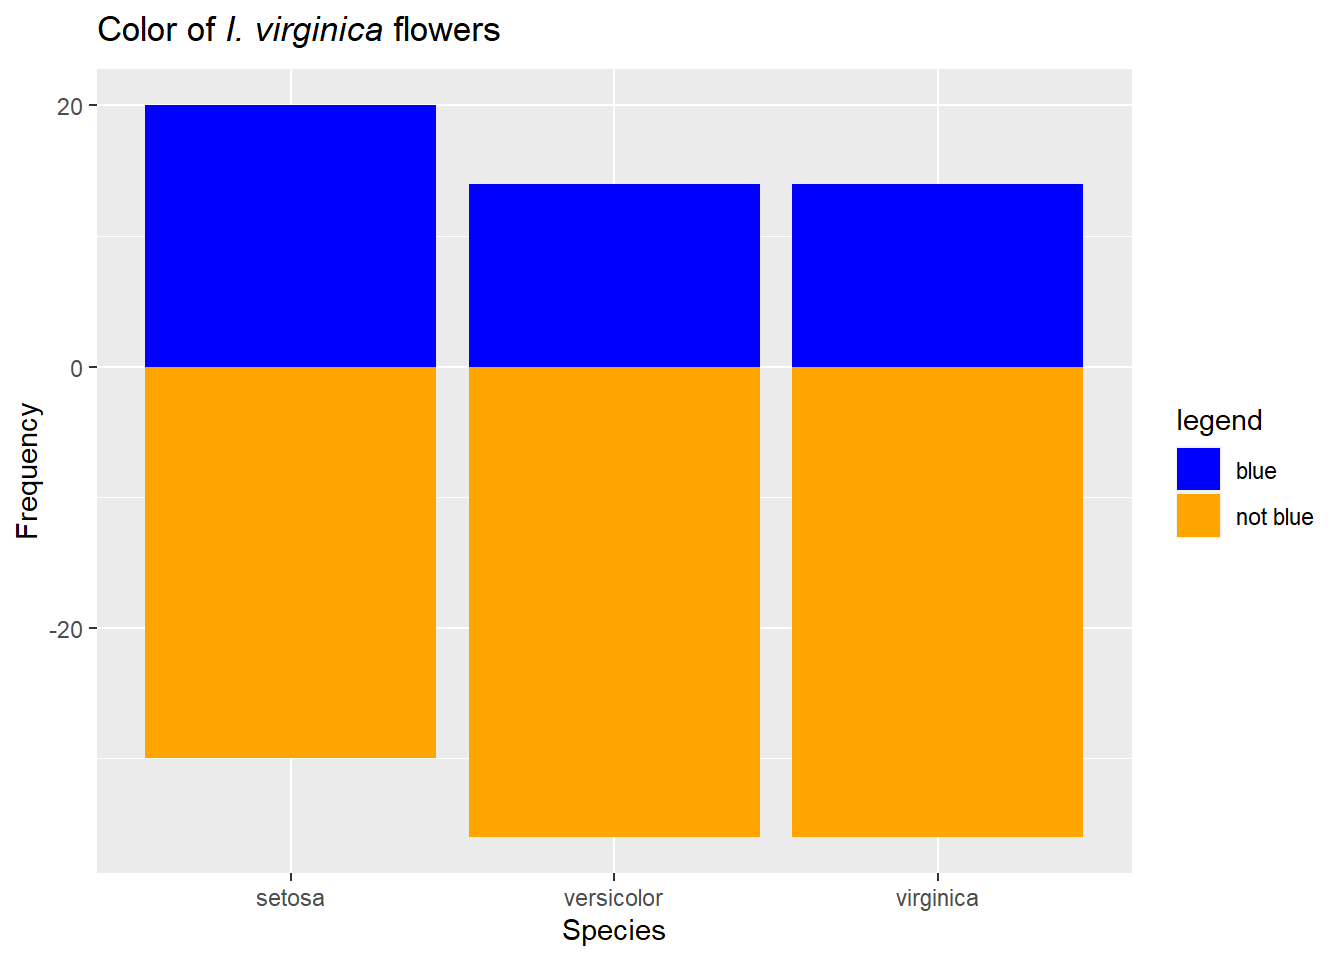 Color of I. virginica flowers
20
0
-20
Frequency
setosa
versicolor
virginica
Species
legend
blue
not blue